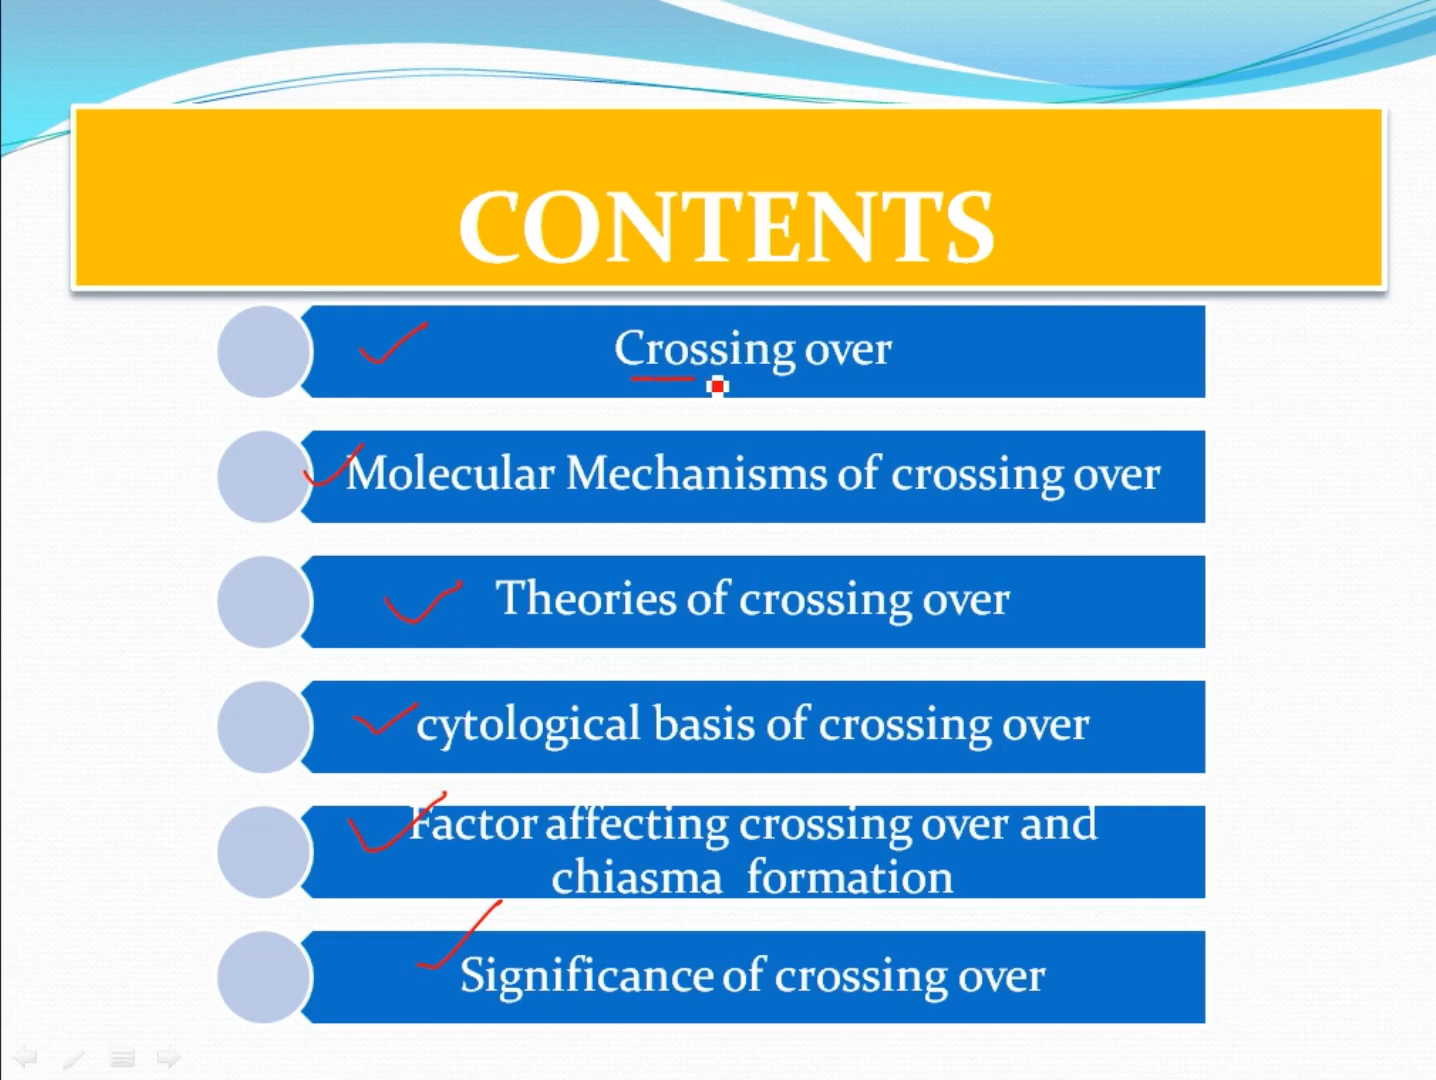 CONTENTS
Crossing over
Molecular Mechanisms of crossing over
Theories of crossing over
cytological basis of crossing over
Factor affecting crossing over and
chiasma formation
Significance of crossing over